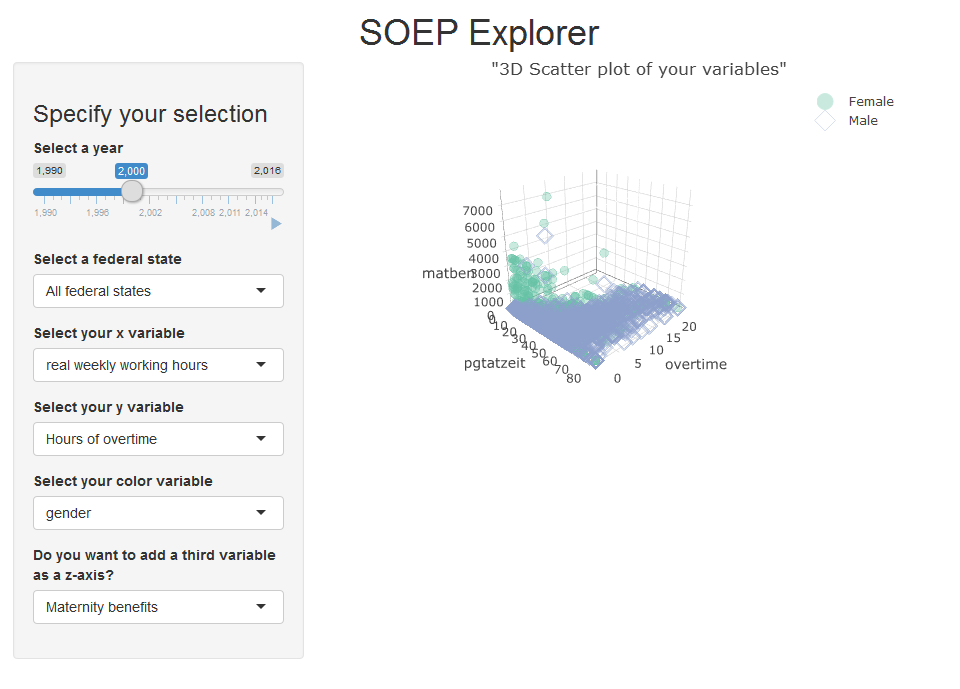 SOEP Explorer
Specify your selection
Select a year
1,990 2,000 2,016
1,990 1,996 2,002 2,008 2,011 2,014
Select a federal state
All federal states
Select your x variable
real weekly working hours
Select your y variable
Hours of overtime
Select your color variable
gender
Do you want to add a third variable
as a z-axis?
Maternity benefits
"3D Scatter plot of your variables"
Female
Male
7000
6000
5000
4000
matben
3000
2000
1000
0
0
10
20
30
40
50
60
70
80
pgtatzeit
0
5
10
15
20
overtime